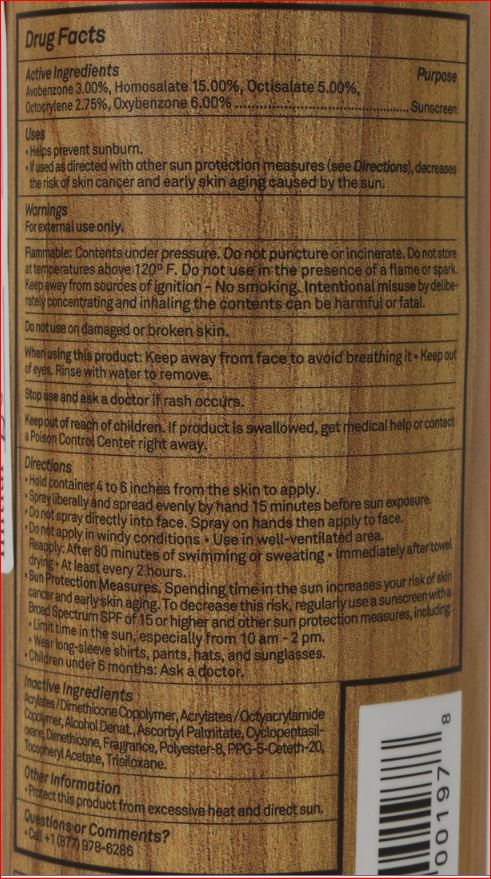 Drug Facts
Active Ingredients Purpose
Avobenzone 3.00%, Homosalate 15.00%, Octisalate 5.00%,
Octocrylene 2.75%, Oxybenzone 6.00% ........................................ Sunscreen
Uses
• Helps prevent sunburn.
• If used as directed with other sun protection measures (see Directions), decreases
the risk of skin cancer and early skin aging caused by the sun.
Warnings
For external use only.
Flammable: Contents under pressure. Do not puncture or incinerate. Do not store
at temperatures above 120° F. Do not use in the presence of a flame or spark.
Keep away from sources of ignition - No smoking. Intentional misuse by delibe-
rately concentrating and inhaling the contents can be harmful or fatal.
Do not use on damaged or broken skin.
When using this product: Keep away from face to avoid breathing it • Keep out
of eyes. Rinse with water to remove.
Stop use and ask a doctor if rash occurs.
Keep out of reach of children. If product is swallowed, get medical help or contact
a Poison Control Center right away.
Directions
• Hold container 4 to 6 inches from the skin to apply.
• Spray liberally and spread evenly by hand 15 minutes before sun exposure.
• Do not spray directly into face. Spray on hands then apply to face.
• Do not apply in windy conditions • Use in well-ventilated area.
Reapply: After 80 minutes of swimming or sweating • Immediately after towel
drying • At least every 2 hours.
• Sun Protection Measures. Spending time in the sun increases your risk of skin
cancer and early skin aging. To decrease this risk, regularly use a sunscreen with a
Broad Spectrum SPF of 15 or higher and other sun protection measures, including:
• Limit time in the sun, especially from 10 am - 2 pm.
• Wear long-sleeve shirts, pants, hats, and sunglasses.
• Children under 6 months: Ask a doctor.
Inactive Ingredients
Acrylates / Dimethicone Copolymer, Acrylates / Octyacrylamide
Copolymer, Alcohol Denat., Ascorbyl Palmitate, Cyclopentasil-
oxane, Dimethicone, Fragrance, Polyester-8, PPG-5-Ceteth-20,
Tocopheryl Acetate, Trisiloxane.
Other Information
• Protect this product from excessive heat and direct sun.
Questions or Comments?
• Call +1 (877) 978-6286
00197 8